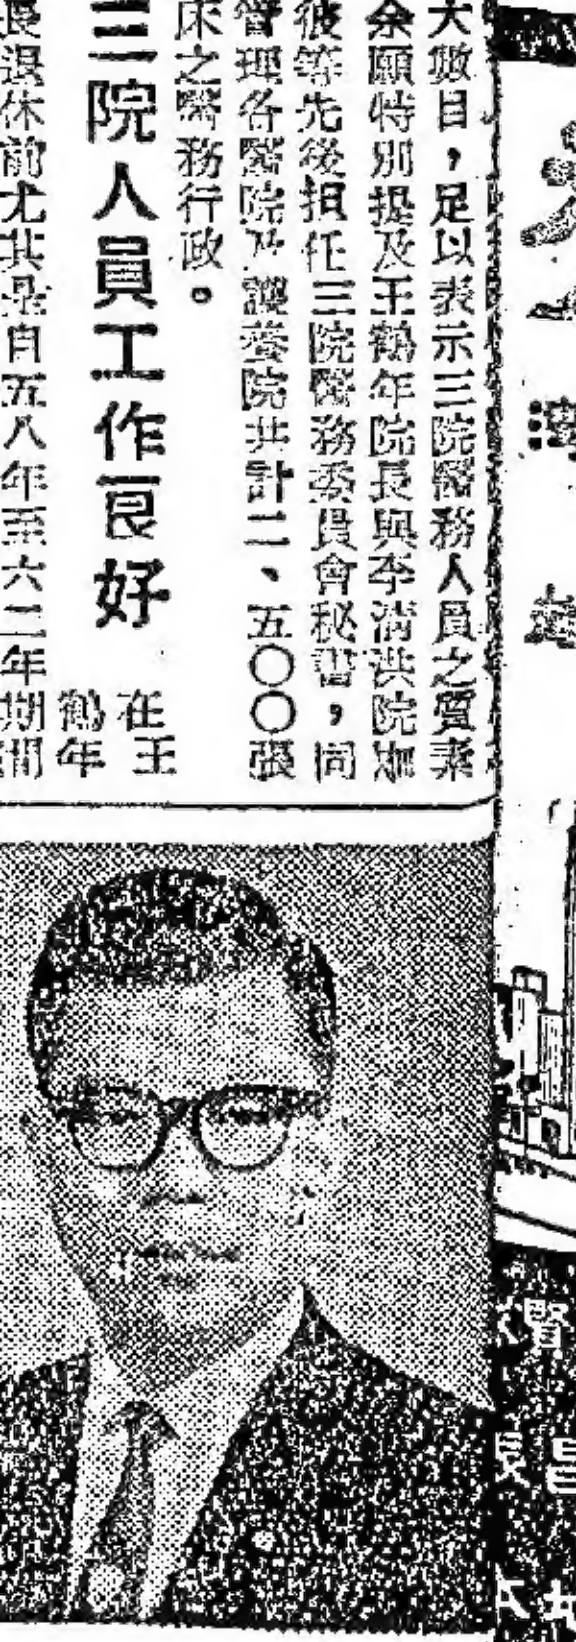 大數目，足以表示三院醫務人員之質素
余願特別提及王鶴年院長與李清洪院
彼等先後担任三院醫務委員會秘書，同
管理各醫院及護養院共計二、五〇〇張
床之醫務行政。
三院人員工作良好
在王
鶴年
長退休前尤其是自五八年至六二年期間